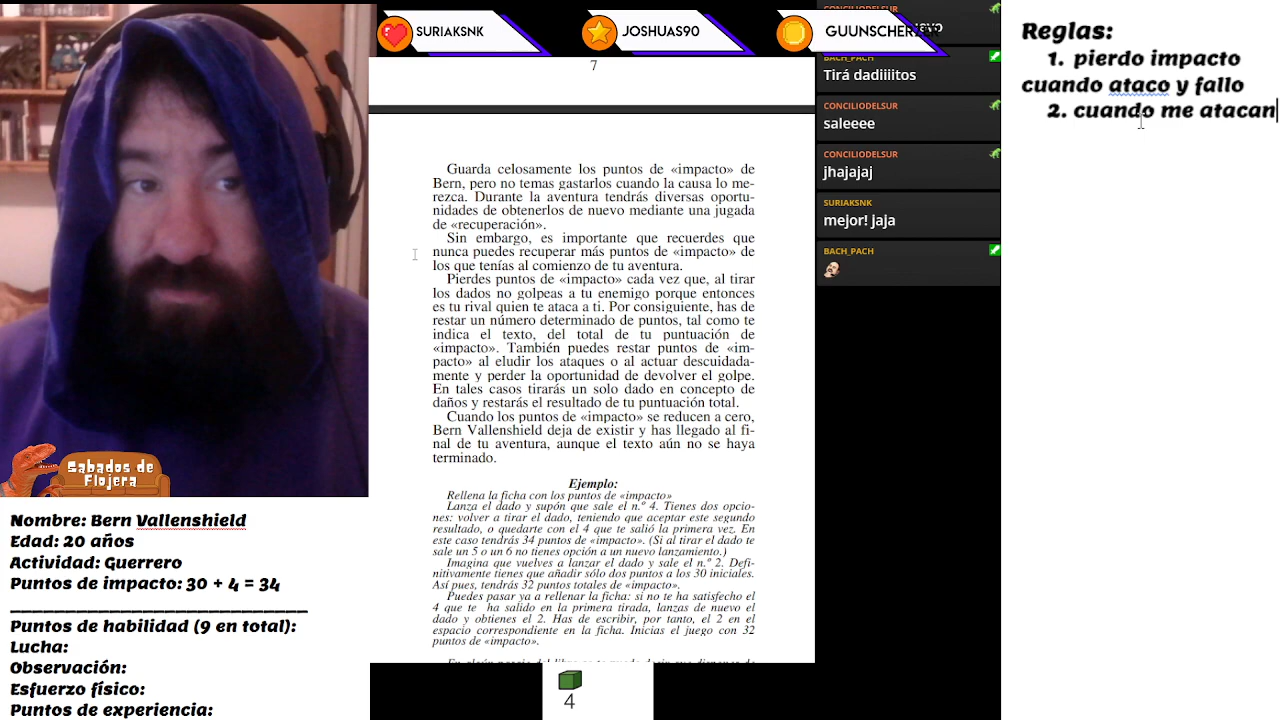 SURIAKSNK
JOSHUAS90
GUUNSCHER
7
Guarda celosamente los puntos de «impacto» de
Bern, pero no temas gastarlos cuando la causa lo me-
rezca. Durante la aventura tendrás diversas oportu-
nidades de obtenerlos de nuevo mediante una jugada
de «recuperación».
Sin embargo, es importante que recuerdes que
nunca puedes recuperar más puntos de «impacto» de
los que tenías al comienzo de tu aventura.
Pierdes puntos de «impacto» cada vez que, al tirar
los dados no golpeas a tu enemigo porque entonces
es tu rival quien te ataca a ti. Por consiguiente, has de
restar un número determinado de puntos, tal como te
indica el texto, del total de tu puntuación de
«impacto». También puedes restar puntos de «im-
pacto» al eludir los ataques o al actuar descuidada-
mente y perder la oportunidad de devolver el golpe.
En tales casos tirarás un solo dado en concepto de
daños y restarás el resultado de tu puntuación total.
Cuando los puntos de «impacto» se reducen a cero,
Bern Vallenshield deja de existir y has llegado al fi-
nal de tu aventura, aunque el texto aún no se haya
terminado.
Ejemplo:
Rellena la ficha con los puntos de «impacto»
Lanza el dado y supón que sale el n.º 4. Tienes dos opcio-
nes: volver a tirar el dado, teniendo que aceptar este segundo
resultado, o quedarte con el 4 que te salió la primera vez. En
este caso tendrás 34 puntos de «impacto». (Si al tirar el dado te
sale un 5 o un 6 no tienes opción a un nuevo lanzamiento.)
Imagina que vuelves a lanzar el dado y sale el n.º 2. Defi-
nitivamente tienes que añadir sólo dos puntos a los 30 iniciales.
Así pues, tendrás 32 puntos totales de «impacto».
Puedes pasar ya a rellenar la ficha: si no te ha satisfecho el
4 que te ha salido en la primera tirada, lanzas de nuevo el
dado y obtienes el 2. Has de escribir, por tanto, el 2 en el
espacio correspondiente en la ficha. Inicias el juego con 32
puntos de «impacto».
4
CONCILIODELSUR
BACH_PACH
Tirá dadiiiitos
CONCILIODELSUR
saleeee
CONCILIODELSUR
jhajajaj
SURIAKSNK
mejor! jaja
BACH_PACH
Reglas:
1. pierdo impacto
cuando ataco y fallo
2. cuando me atacan
Sabados de
Flojera
Nombre: Bern Vallenshield
Edad: 20 años
Actividad: Guerrero
Puntos de impacto: 30 + 4 = 34
Puntos de habilidad (9 en total):
Lucha:
Observación:
Esfuerzo físico:
Puntos de experiencia: